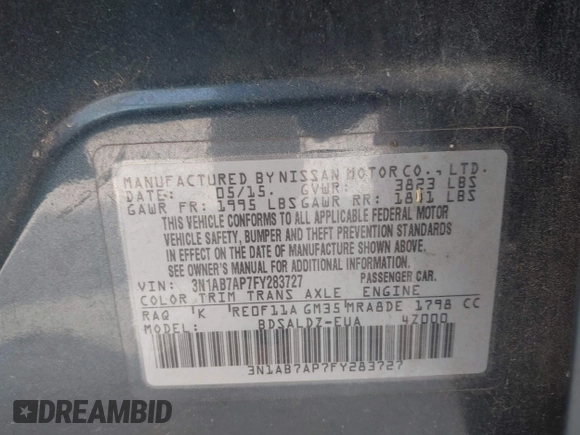 MANUFACTURED BY NISSAN MOTOR CO., LTD.
DATE: 05/15. GVWR: 3823 LBS
GAWR FR: 1995 LBS GAWR RR: 1841 LBS
THIS VEHICLE CONFORMS TO ALL APPLICABLE FEDERAL MOTOR
VEHICLE SAFETY, BUMPER AND THEFT PREVENTION STANDARDS
IN EFFECT ON THE DATE OF MANUFACTURE SHOWN ABOVE.
SEE OWNER'S MANUAL FOR ADDITIONAL INFORMATION
VIN: 3N1AB7AP7FY283727 PASSENGER CAR.
COLOR TRIM TRANS AXLE ENGINE
RAQ K RE0F11A GM35 MRA8DE 1798 CC
MODEL: BDSALDZ-EUA 4Z000
3N1AB7AP7FY283727
DREAMBID